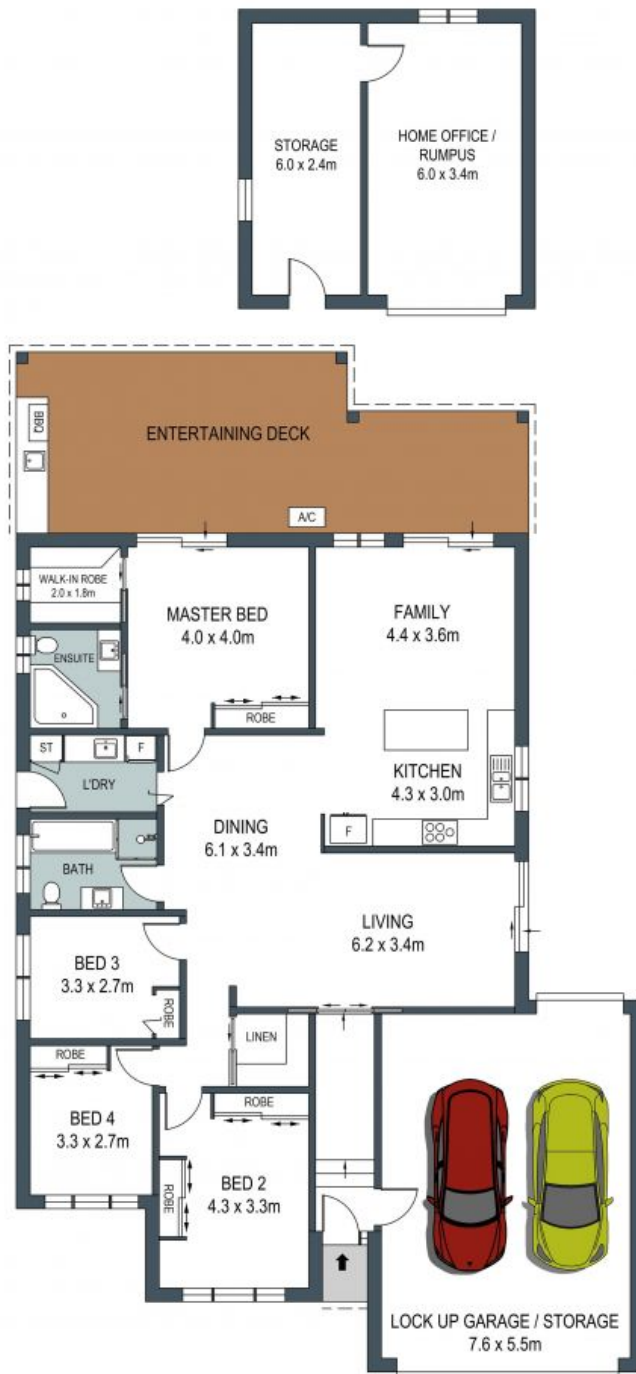 STORAGE
6.0 x 2.4m
HOME OFFICE /
RUMPUS
6.0 x 3.4m
ENTERTAINING DECK
BBQ
A/C
WALK-IN ROBE
2.0 x 1.8m
MASTER BED
4.0 x 4.0m
FAMILY
4.4 x 3.6m
ENSUITE
ROBE
ST
F
L'DRY
KITCHEN
4.3 x 3.0m
F
DINING
6.1 x 3.4m
BATH
LIVING
6.2 x 3.4m
BED 3
3.3 x 2.7m
ROBE
LINEN
ROBE
BED 4
3.3 x 2.7m
ROBE
ROBE
BED 2
4.3 x 3.3m
LOCK UP GARAGE / STORAGE
7.6 x 5.5m